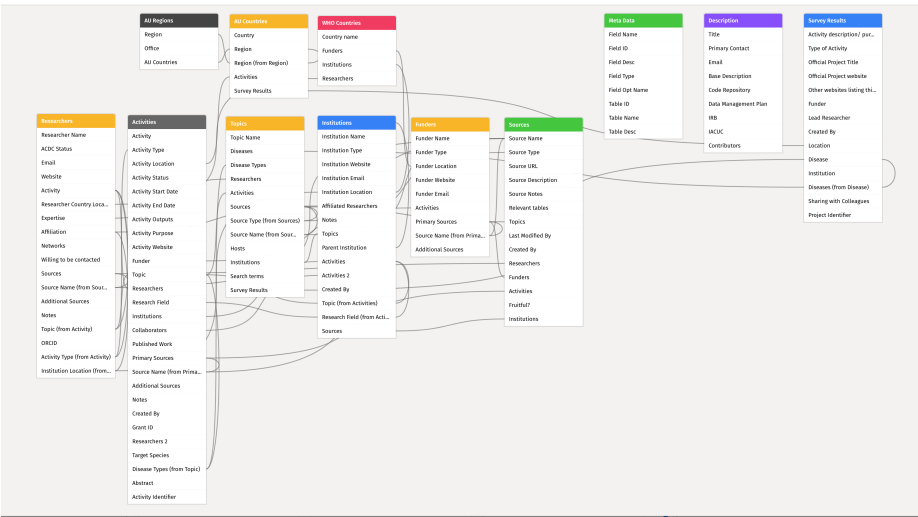 AU Regions
Region
Office
AU Countries
AU Countries
Country
Region
Region (from Region)
Activities
Survey Results
WHO Countries
Country name
Funders
Institutions
Researchers
Meta Data
Field Name
Field ID
Field Desc
Field Type
Field Opt Name
Table ID
Table Name
Table Desc
Description
Title
Primary Contact
Email
Base Description
Code Repository
Data Management Plan
IRB
IACUC
Contributors
Survey Results
Activity description/ pur...
Type of Activity
Official Project Title
Official Project website
Other websites listing thi...
Funder
Lead Researcher
Created By
Location
Disease
Institution
Diseases (from Disease)
Sharing with Colleagues
Project Identifier
Researchers
Researcher Name
ACDC Status
Email
Website
Activity
Researcher Country Loca...
Expertise
Affiliation
Networks
Willing to be contacted
Sources
Source Name (from Sour...
Additional Sources
Notes
Topic (from Activity)
ORCID
Activity Type (from Activity)
Institution Location (from...
Activities
Activity
Activity Type
Activity Location
Activity Status
Activity Start Date
Activity End Date
Activity Outputs
Activity Purpose
Activity Website
Funder
Topic
Researchers
Research Field
Institutions
Collaborators
Published Work
Primary Sources
Source Name (from Prima...
Additional Sources
Notes
Created By
Grant ID
Researchers 2
Target Species
Disease Types (from Topic)
Abstract
Activity Identifier
Topics
Topic Name
Diseases
Disease Types
Researchers
Activities
Sources
Source Type (from Sources)
Source Name (from Sour...
Hosts
Institutions
Search terms
Survey Results
Institutions
Institution Name
Institution Type
Institution Website
Institution Email
Institution Location
Affiliated Researchers
Notes
Topics
Parent Institution
Activities
Activities 2
Created By
Topic (from Activities)
Research Field (from Acti...
Sources
Funders
Funder Name
Funder Type
Funder Location
Funder Website
Funder Email
Activities
Primary Sources
Source Name (from Prima...
Additional Sources
Sources
Source Name
Source Type
Source URL
Source Description
Source Notes
Relevant tables
Topics
Last Modified By
Created By
Researchers
Funders
Activities
Fruitful?
Institutions